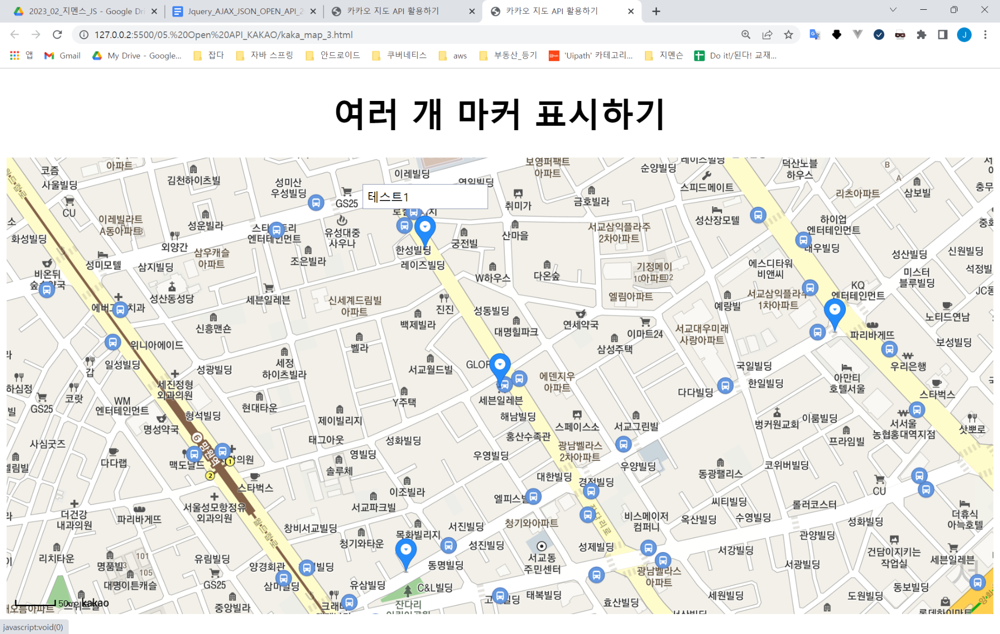 2023_02_지멘스_JS - Google Dri
Jquery_AJAX_JSON_OPEN_API_2
카카오 지도 API 활용하기
카카오 지도 API 활용하기
127.0.0.2:5500/05.%20Open%20API_KAKAO/kaka_map_3.html
J
앱
Gmail
My Drive - Google...
잡다
자바 스프링
안드로이드
쿠버네티스
aws
부동산_등기
'Uipath' 카테고리...
지멘슨
Do it!/된다! 교재...
여러 개 마커 표시하기
아파트
코즘
사울빌딩
김천하이츠빌
이레빌딩
연일빌딩
보영퍼팩트
아파트
순양빌딩
레이즈빌딩
덕산노블
하우스
B
A
삼보빌
충무
성미산
우성빌딩
GS25
테스트1
취미가
금호빌라
스피드메이트
리츠아파트
CU
이레빌라트
A동아파트
성운빌라
외양간
엔터테인먼트
유성대중
사우나
궁전빌
산마을
서교삼익플라주
2차아파트
성산장모델
하이업
엔터테인먼트
대우빌딩
화성빌딩
삼우캐슬
아파트
조은빌라
한성빌딩
레이즈빌딩
성미모텔
삼지빌딩
W하우스
다온숲
기정메이
아파트
에스디타워
비앤씨
성산빌딩
신원빌딩
석정빌
미스터
블루빌딩
비온뒤
성산동성당
세븐일레븐
신세계드림빌
아파트
진진
성동빌딩
엘림아파트
예랑빌
서교삼익플라주
1차아파트
KQ
엔터테인먼트
JC동
노티드연남
신흥맨숀
백제빌라
대명힐파크
연세약국
이마트24
서교대우미래
사랑아파트
파리바게뜨
보성빌딩
위니아에이드
벨라
삼성주택
일성빌딩
갑
성광빌딩
세정
하이츠빌라
서교월드빌
에덴지우
아파트
국일빌딩
한일빌딩
아만티
호텔서울
우리은행
스타벅스
하심정
GS25
코랏
세진정형
외과의원
현대타운
Y주택
세븐일레븐
다다빌딩
WM
엔터테인먼트
형석빌딩
제이빌리지
해남빌딩
스페이스소
서교그린빌
벙커원교회
이룸빌딩
서서울
농협홍대역지점
삿뽀로
명성약국
홍산수족관
프라임빌
사심굿즈
6
망원역
태그아웃
성화빌딩
광남벨라스
2차아파트
다다랩
맥도날드
1
2
영빌딩
우영빌딩
우양빌딩
동광팰리스
코위버빌딩
솔루체
대한빌딩
경정빌딩
CU
스타벅스
이조빌라
서교파크빌
씨티빌딩
롤러코스터
더건강
내과의원
파리바게뜨
서울성모항정유
외과의원
잔다리로
비스메이저
컴퍼니
옥산빌딩
수영빌딩
성화빌딩
더휴식
아늑호텔
월드컵로
창비서교빌딩
목화빌리지
서진빌딩
청기와아파트
청기와타운
성진빌딩
서교동
주민센터
성제빌딩
서강빌딩
관양빌딩
건담이지키는
작업실
세븐일레븐
리치타운
101
105
유림빌딩
양경회관
동명빌딩
광남벨라스
아파트
서광빌딩
대명이튼캐슬
GS25
유삼빌딩
C&L빌딩
태복빌딩
효산빌딩
세원빌딩
도원빌딩
동보빌딩
50m
kakao
중앙빌라
잔다리
롯데하이마트
javascript:void(0)